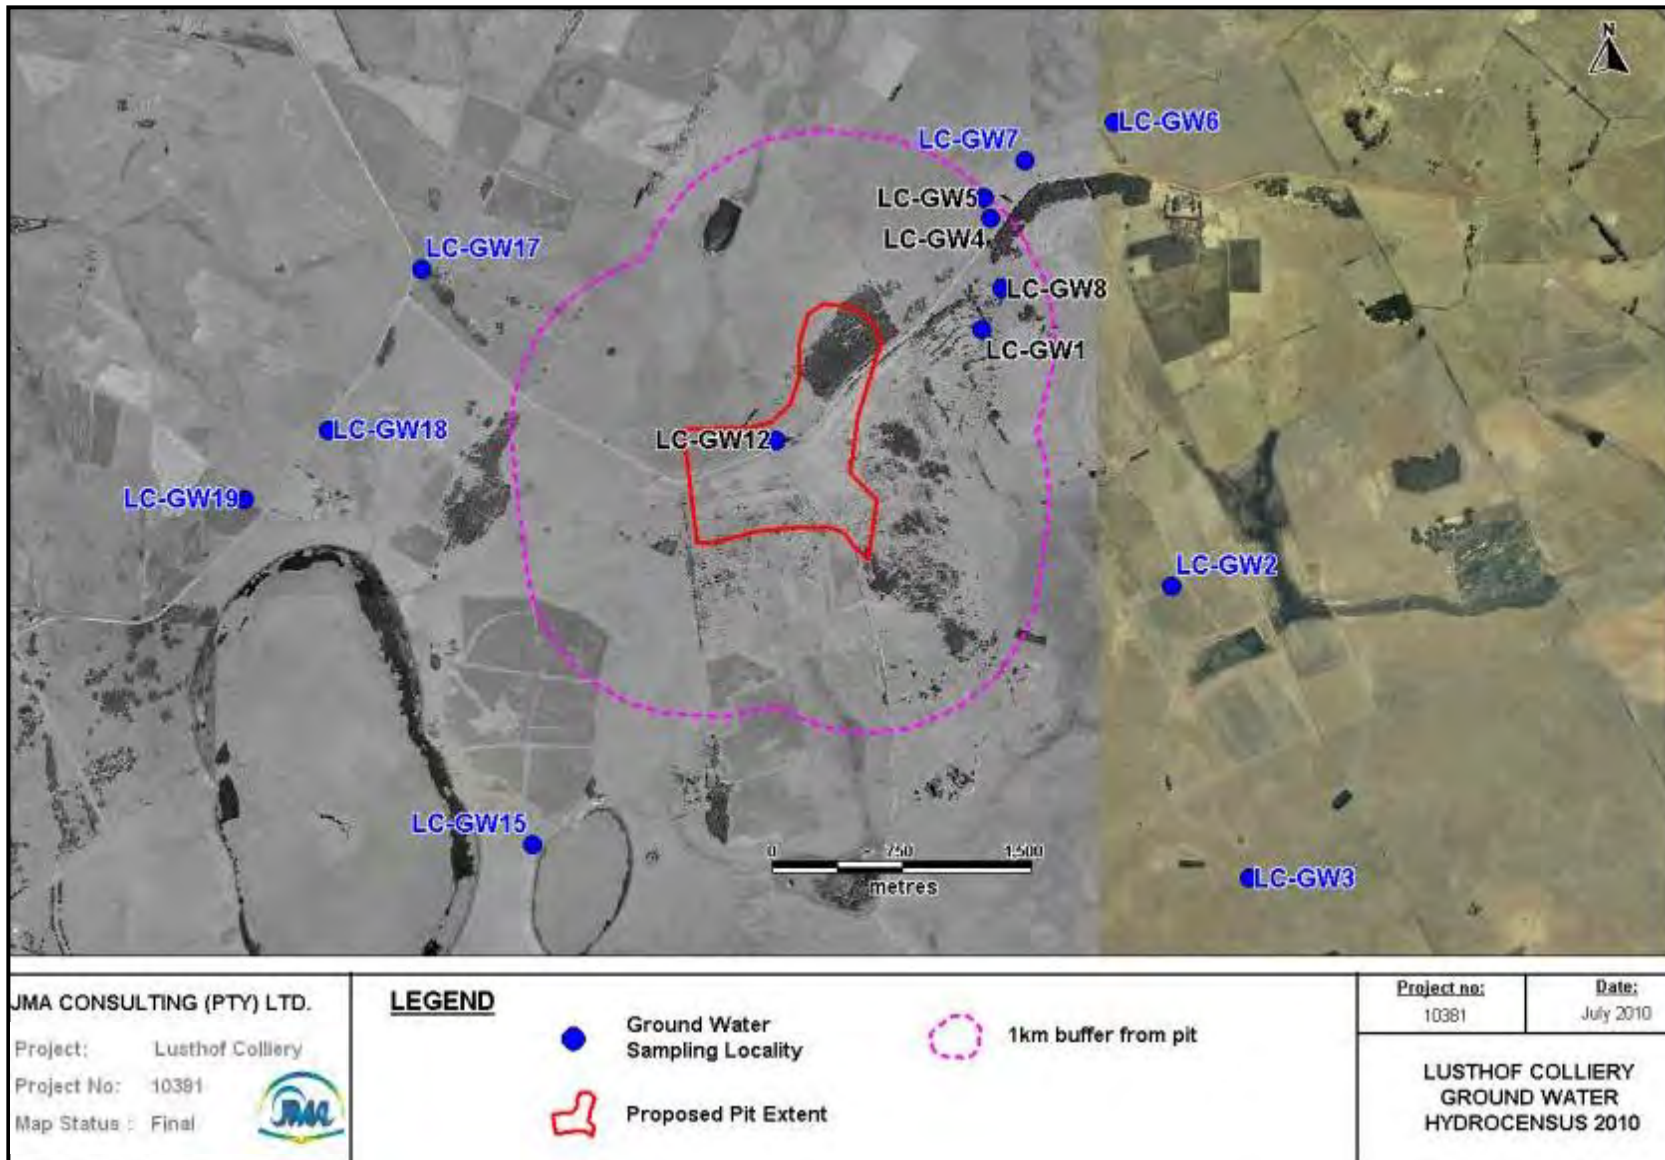 N
LC-GW6
LC-GW7
LC-GW5
LC-GW4
LC-GW17
LC-GW8
LC-GW1
LC-GW18
LC-GW12
LC-GW19
LC-GW2
LC-GW15
0 750 1,500
metres
LC-GW3
JMA CONSULTING (PTY) LTD.
Project: Lusthof Colliery
Project No: 10391
Map Status : Final
JMA
LEGEND
Ground Water
Sampling Locality
1km buffer from pit
Proposed Pit Extent
Project no:
10381
Date:
July 2010
LUSTHOF COLLIERY
GROUND WATER
HYDROCENSUS 2010